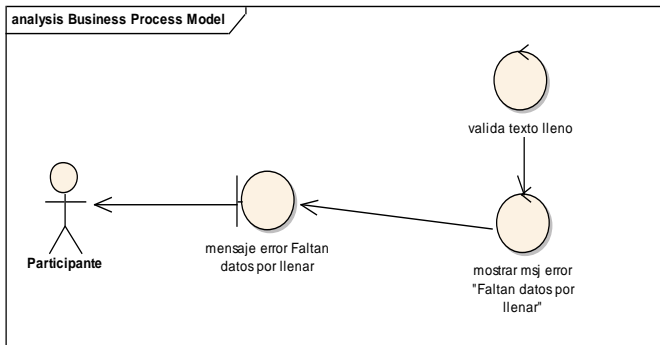 analysis Business Process Model
valida texto lleno
mensaje error Faltan
datos por llenar
Participante
mostrar msj error
"Faltan datos por
llenar"